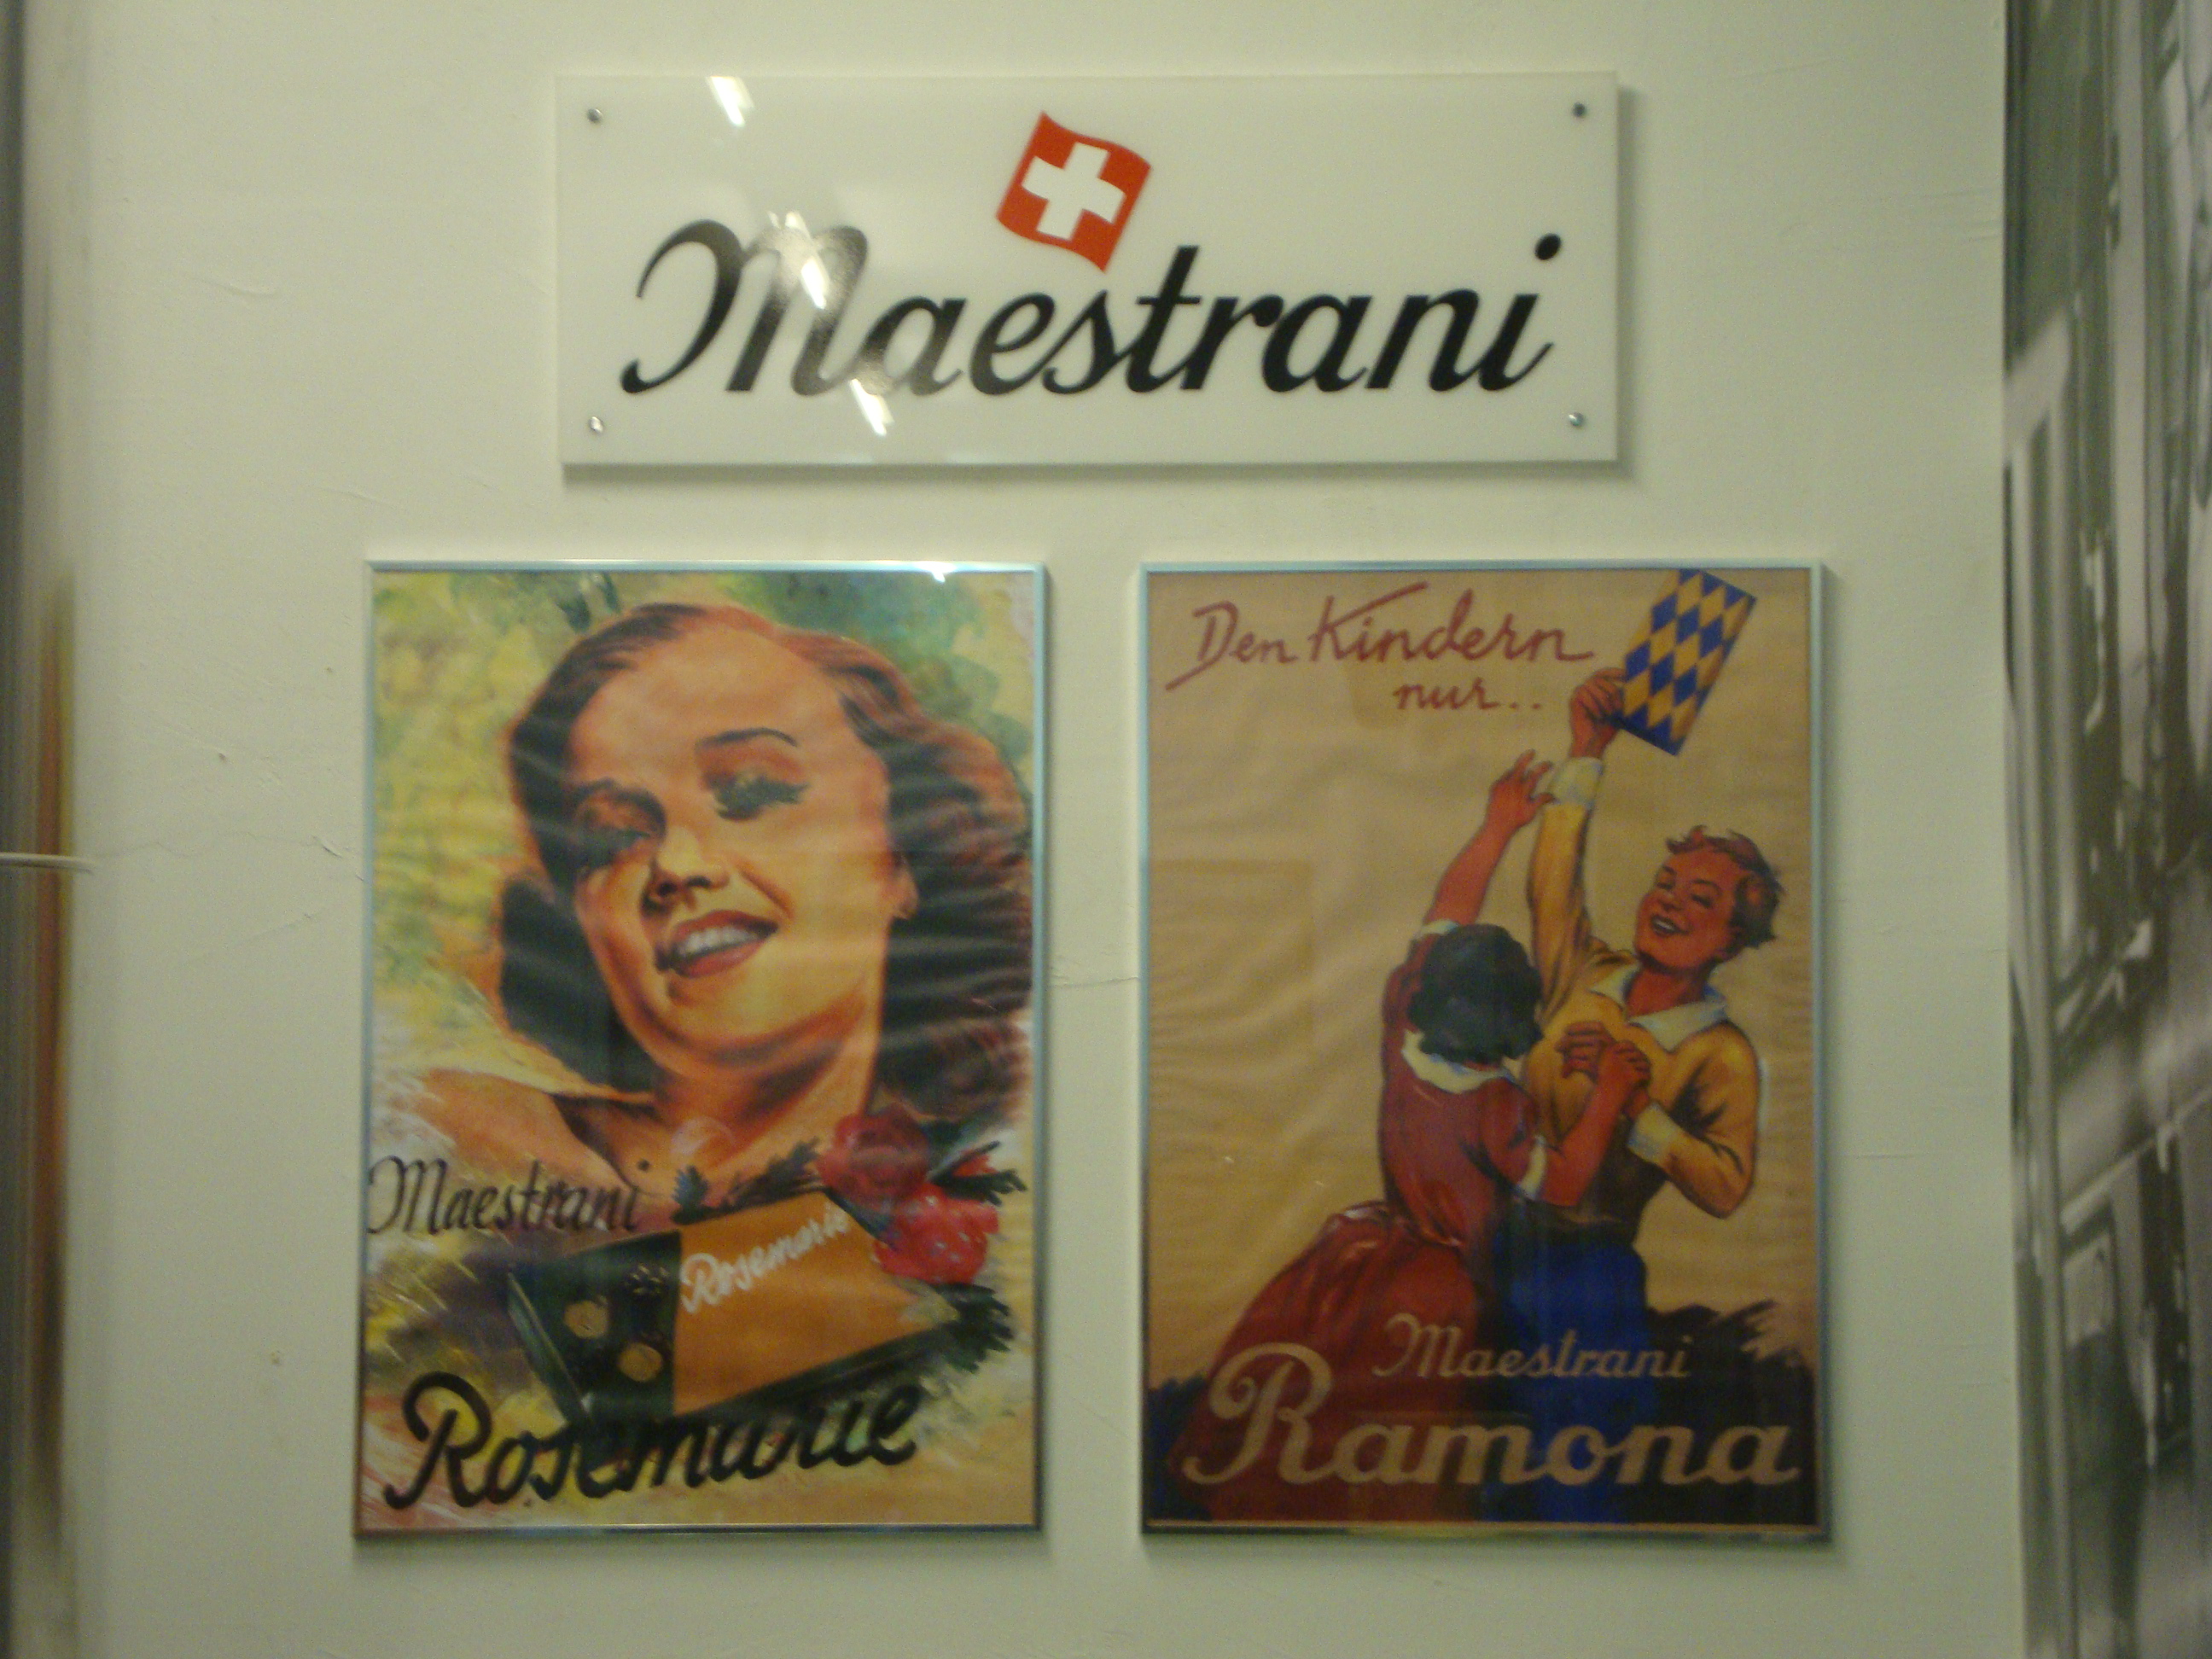 Maestrani
Maestrani
Rosemarie
Rosemarie
Den Kindern
nur..
Maestrani
Ramona